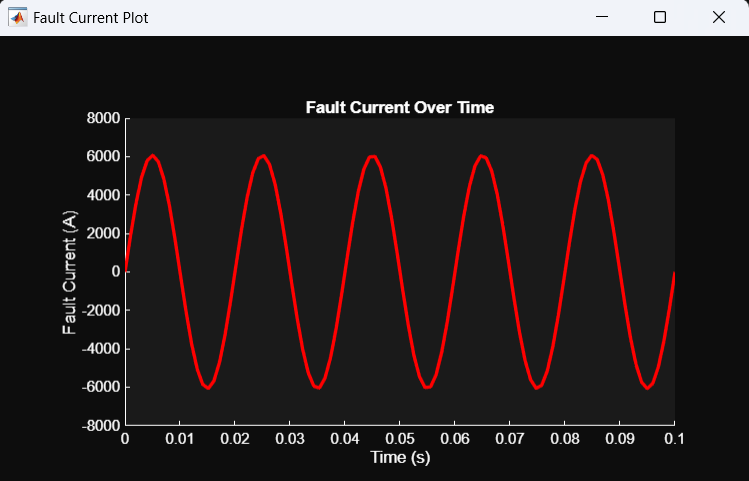 Fault Current Plot
Fault Current Over Time
8000
6000
4000
2000
0
-2000
-4000
-6000
-8000
Fault Current (A)
0 0.01 0.02 0.03 0.04 0.05 0.06 0.07 0.08 0.09 0.1
Time (s)